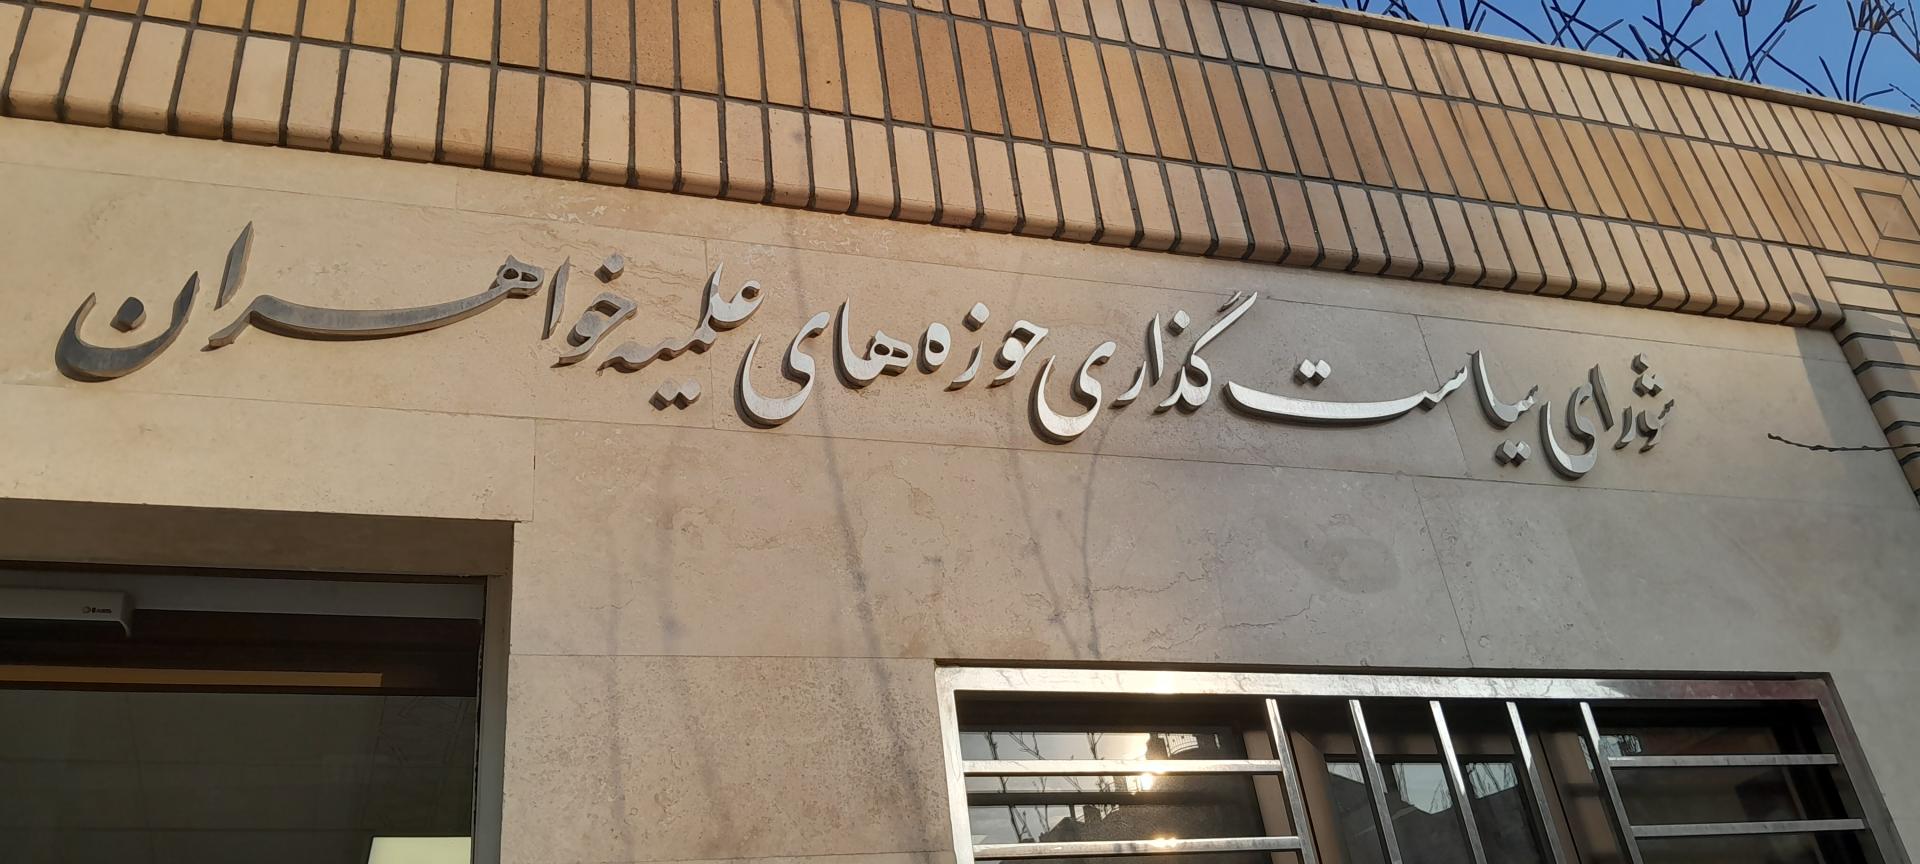 شورای سیاست گذاری حوزه های علمیه خواهران